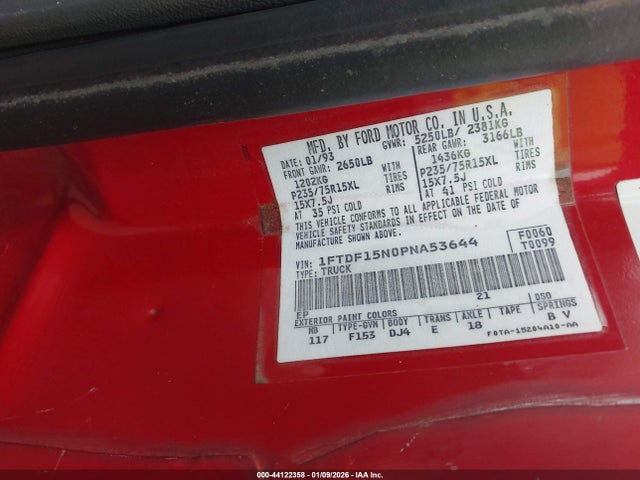 MFD. BY FORD MOTOR CO. IN U.S.A.
DATE: 01/93 GVWR: 5250LB/ 2381KG
FRONT GAWR: 2650LB REAR GAWR: 3166LB
1202KG WITH 1436KG WITH
P235/75R15XL TIRES P235/75R15XL TIRES
15X7.5J RIMS 15X7.5J RIMS
AT 35 PSI COLD AT 41 PSI COLD
THIS VEHICLE CONFORMS TO ALL APPLICABLE FEDERAL MOTOR
VEHICLE SAFETY STANDARDS IN EFFECT ON THE DATE OF
MANUFACTURE SHOWN ABOVE.
VIN: 1FTDF15N0PNA53644 F0060
TYPE: TRUCK T0099
EP 21 DSO
EXTERIOR PAINT COLORS
WB TYPE-GVM BODY TRANS AXLE TAPE SPRINGS
117 F153 DJ4 E 18 B V
F0TA-15204A10-AA
000-44122358 - 01/09/2026 - IAA Inc.